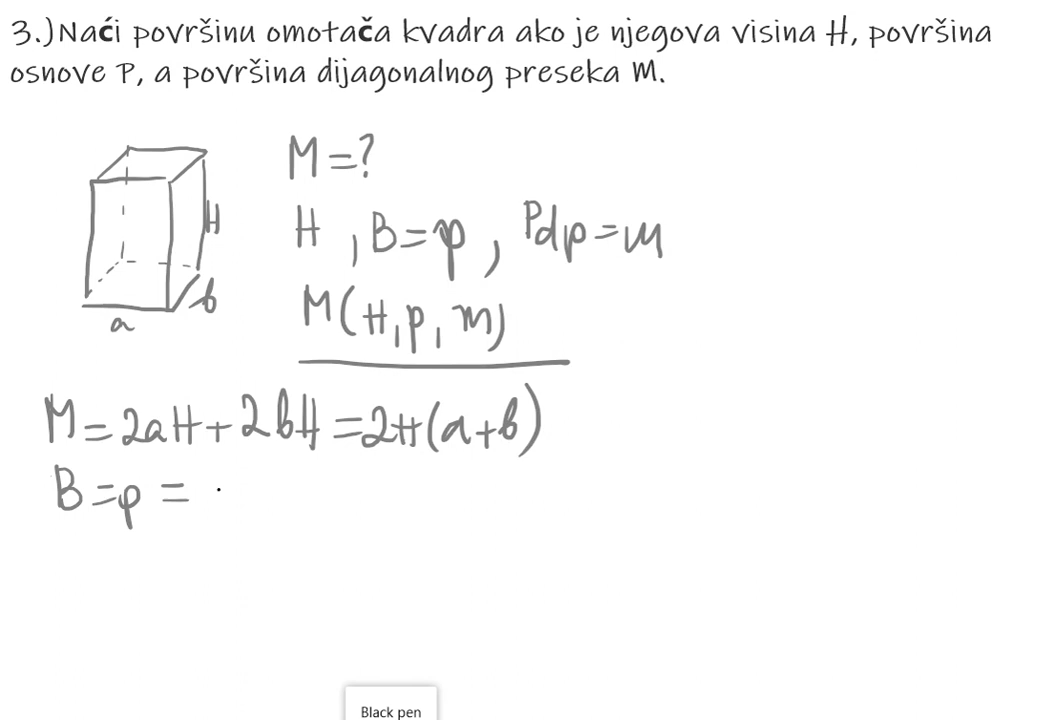 3.) Naći površinu omotača kvadra ako je njegova visina H, površina
osnove P, a površina dijagonalnog preseka M.
M=?
H, B=p, Pdp=m
H
b
a
M(H,p,m)
M=2aH+2bH=2H(a+b)
B=p=
Black pen